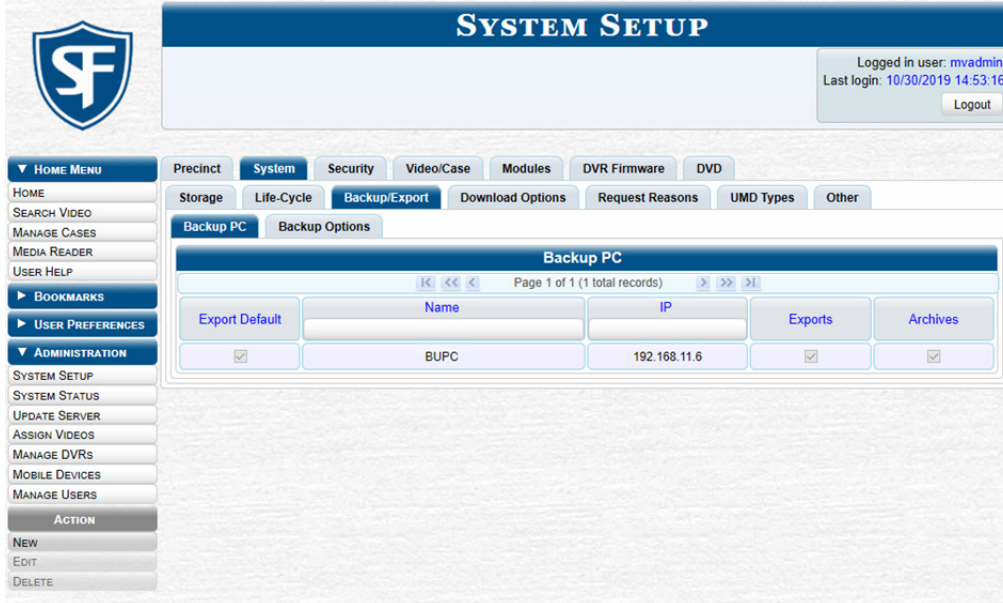 SYSTEM SETUP
SF
Logged in user: mvadmin
Last login: 10/30/2019 14:53:16
Logout
▼ HOME MENU
HOME
SEARCH VIDEO
MANAGE CASES
MEDIA READER
USER HELP
► BOOKMARKS
► USER PREFERENCES
▼ ADMINISTRATION
SYSTEM SETUP
SYSTEM STATUS
UPDATE SERVER
ASSIGN VIDEOS
MANAGE DVRS
MOBILE DEVICES
MANAGE USERS
ACTION
NEW
EDIT
DELETE
Precinct System Security Video/Case Modules DVR Firmware DVD
Storage Life-Cycle Backup/Export Download Options Request Reasons UMD Types Other
Backup PC Backup Options
Backup PC
Page 1 of 1 (1 total records)
Export Default Name IP Exports Archives
BUPC 192.168.11.6